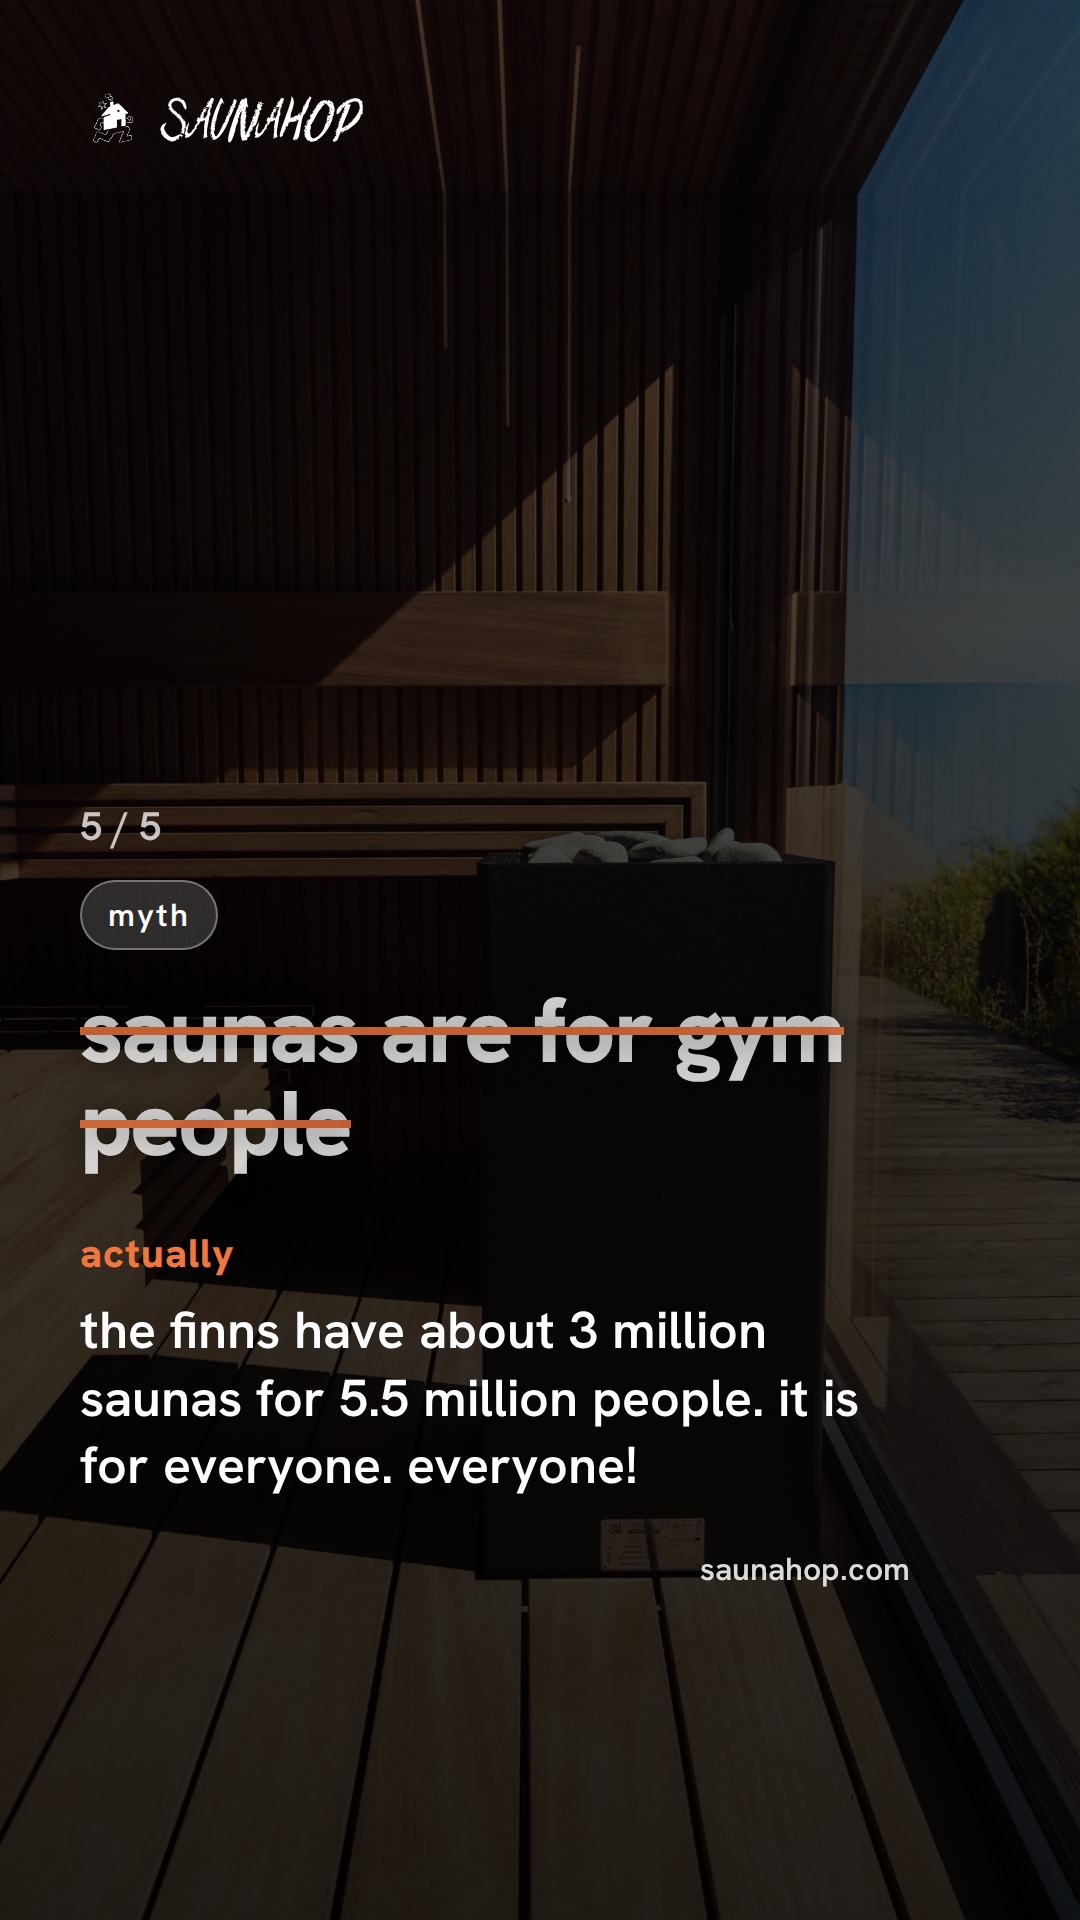 SAUNAHOP
5 / 5
myth
saunas are for gym
people
actually
the finns have about 3 million
saunas for 5.5 million people. it is
for everyone. everyone!
saunahop.com